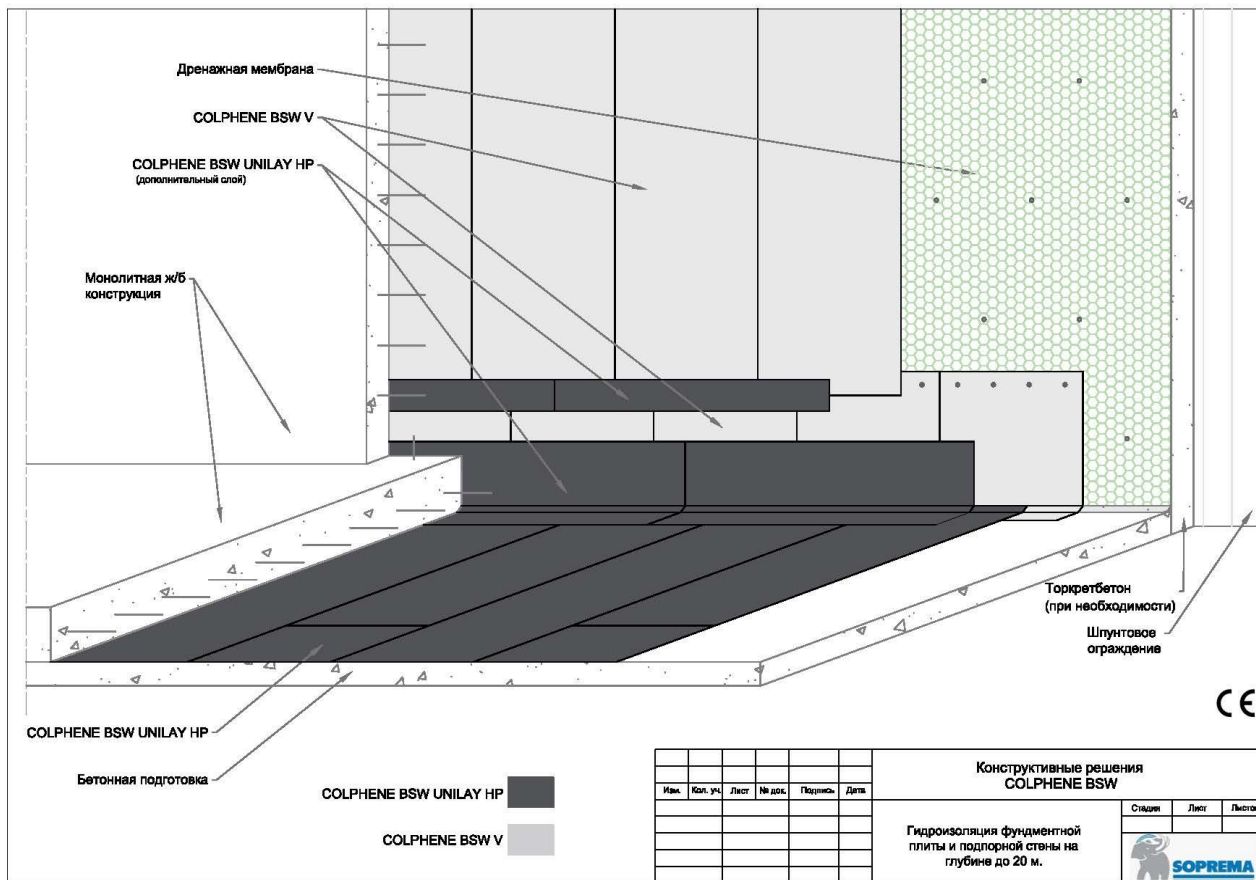 Дренажная мембрана
COLPHENE BSW V
COLPHENE BSW UNILAY HP
(дополнительный слой)
Монолитная ж/б
конструкция
Торкретбетон
(при необходимости)
Шпунтовое
ограждение
CE
COLPHENE BSW UNILAY HP
Бетонная подготовка
COLPHENE BSW UNILAY HP
COLPHENE BSW V
Изм. Кол. уч. Лист № док. Подпись Дата
Конструктивные решения
COLPHENE BSW
Гидроизоляция фундментной
плиты и подпорной стены на
глубине до 20 м.
Стадия Лист Листов
SOPREMA